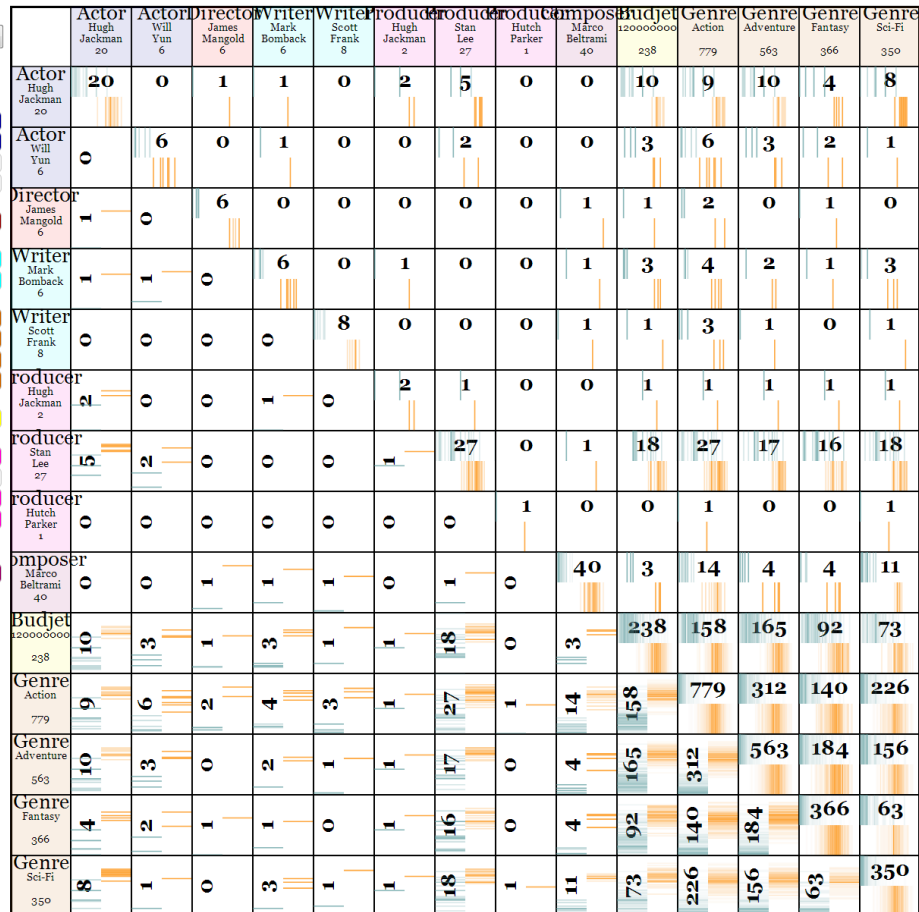 Actor Actor Director Writer Writer Producer Producer Producer Composer Budjet Genre Genre Genre Genre
Hugh Will James Mark Scott Hugh Stan Hutch Marco 120000000 Action Adventure Fantasy Sci-Fi
Jackman Yun Mangold Bomback Frank Jackman Lee Parker Beltrami
20 6 6 6 8 2 27 1 40 238 779 563 366 350
Actor
Hugh
Jackman
20
20 0 1 1 0 2 5 0 0 10 9 10 4 8
Actor
Will
Yun
6
0 6 0 1 0 0 2 0 0 3 6 3 2 1
Director
James
Mangold
6
1 0 6 0 0 0 0 0 1 1 2 0 1 0
Writer
Mark
Bomback
6
1 1 0 6 0 1 0 0 1 3 4 2 1 3
Writer
Scott
Frank
8
0 0 0 0 8 0 0 0 1 1 3 1 0 1
roducer
Hugh
Jackman
2
2 0 0 1 0 2 1 0 0 1 1 1 1 1
roducer
Stan
Lee
27
5 2 0 0 0 1 27 0 1 18 27 17 16 18
roducer
Hutch
Parker
1
0 0 0 0 0 0 0 1 0 0 1 0 0 1
omposer
Marco
Beltrami
40
0 0 1 1 1 0 1 0 40 3 14 4 4 11
Budjet
120000000
238
10 3 1 3 1 1 18 0 3 238 158 165 92 73
Genre
Action
779
9 6 2 4 3 1 27 1 14 158 779 312 140 226
Genre
Adventure
563
10 3 0 2 1 1 17 0 4 165 312 563 184 156
Genre
Fantasy
366
4 2 1 1 0 1 16 0 4 92 140 184 366 63
Genre
Sci-Fi
350
8 1 0 3 1 1 18 1 11 73 226 156 63 350